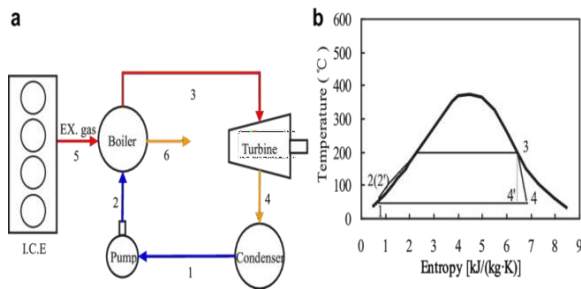 a
EX. gas
5
Boiler
6
3
Turbine
4
2
I.C.E
Pump
1
Condenser
b
Temperature (℃)
600
500
400
300
200
100
0
2(2')
1
3
4'
4
0 1 2 3 4 5 6 7 8 9
Entropy [kJ/(kg·K)]